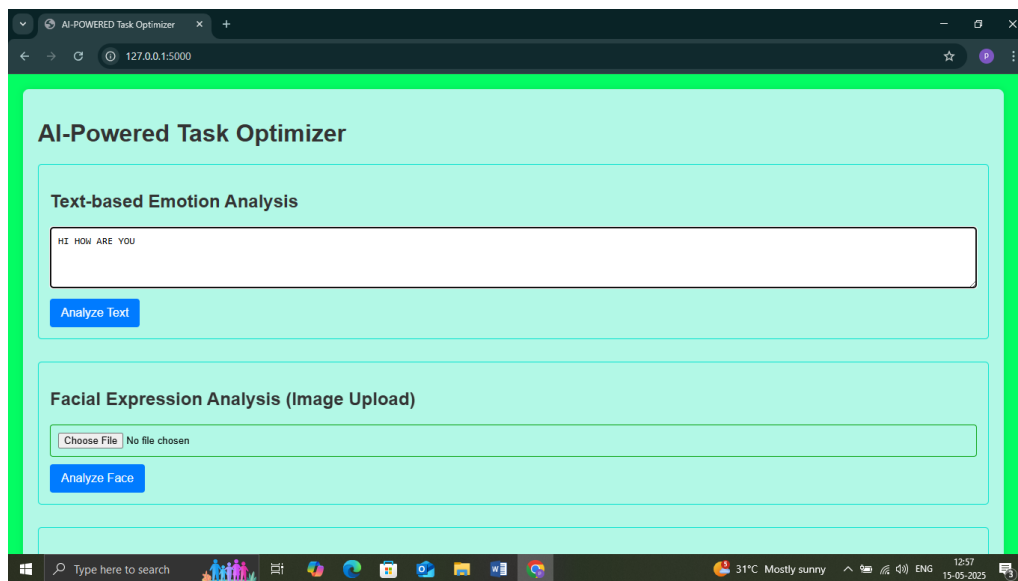 AI-POWERED Task Optimizer
127.0.0.1:5000
P
AI-Powered Task Optimizer
Text-based Emotion Analysis
HI HOW ARE YOU
Analyze Text
Facial Expression Analysis (Image Upload)
Choose File No file chosen
Analyze Face
Type here to search
31°C Mostly sunny
ENG
12:57
15-05-2025
3